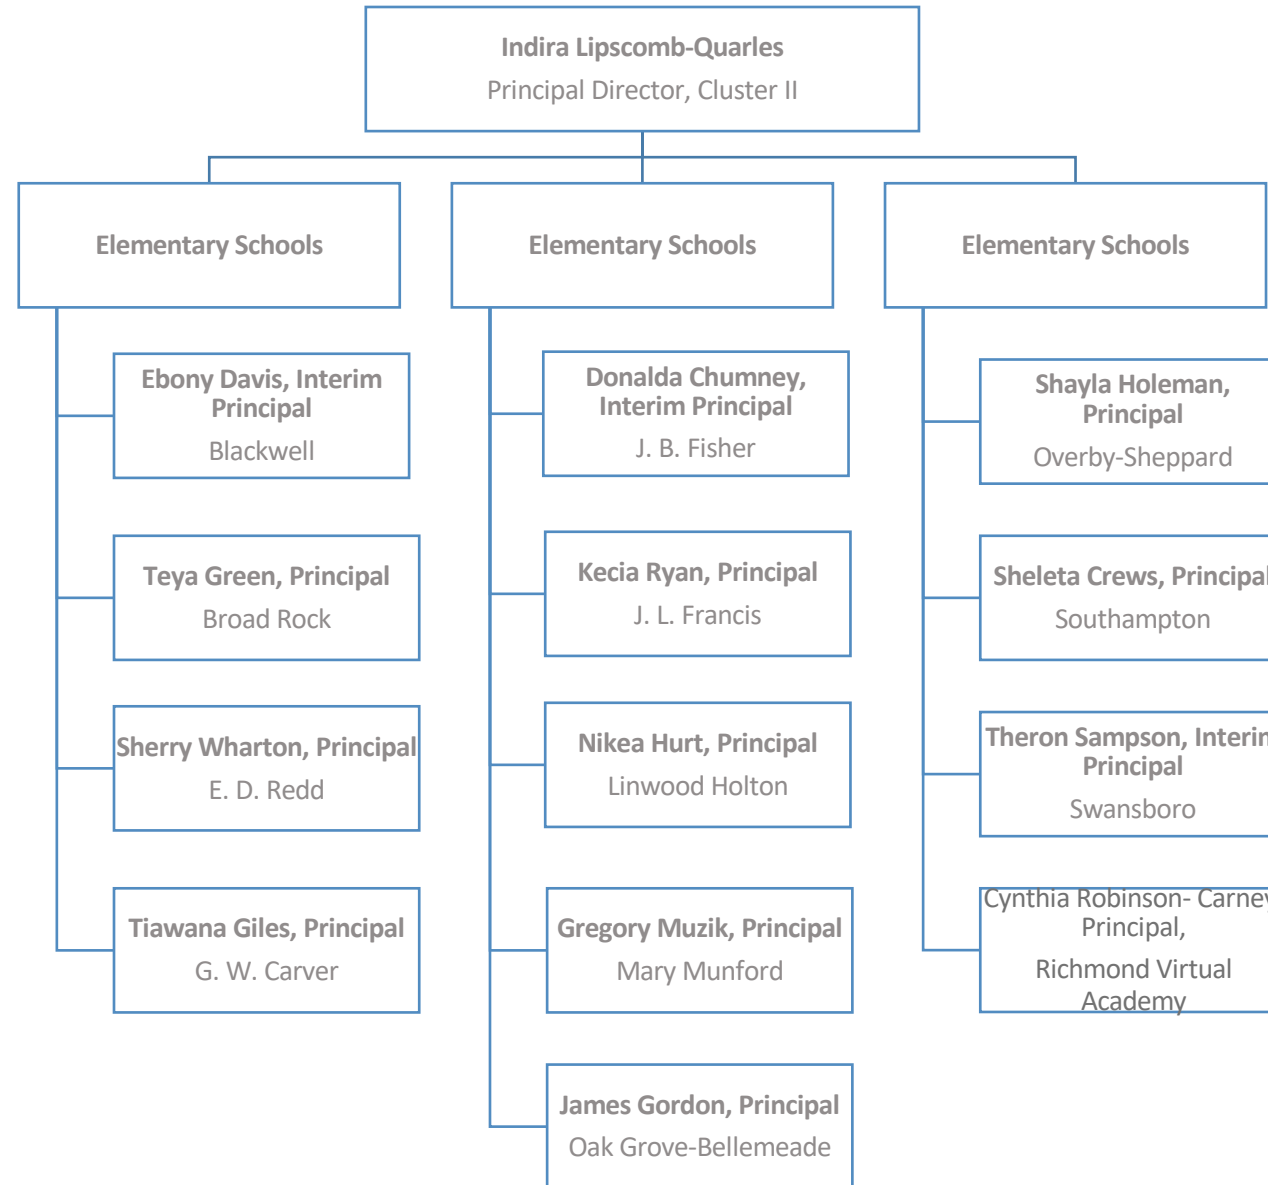 Indira Lipscomb-Quarles
Principal Director, Cluster II
Elementary Schools
Ebony Davis, Interim
Principal
Blackwell
Teya Green, Principal
Broad Rock
Sherry Wharton, Principal
E. D. Redd
Tiawana Giles, Principal
G. W. Carver
Elementary Schools
Donalda Chumney,
Interim Principal
J. B. Fisher
Kecia Ryan, Principal
J. L. Francis
Nikea Hurt, Principal
Linwood Holton
Gregory Muzik, Principal
Mary Munford
James Gordon, Principal
Oak Grove-Bellemeade
Elementary Schools
Shayla Holeman,
Principal
Overby-Sheppard
Sheleta Crews, Principal
Southampton
Theron Sampson, Interim
Principal
Swansboro
Cynthia Robinson- Carney
Principal,
Richmond Virtual
Academy